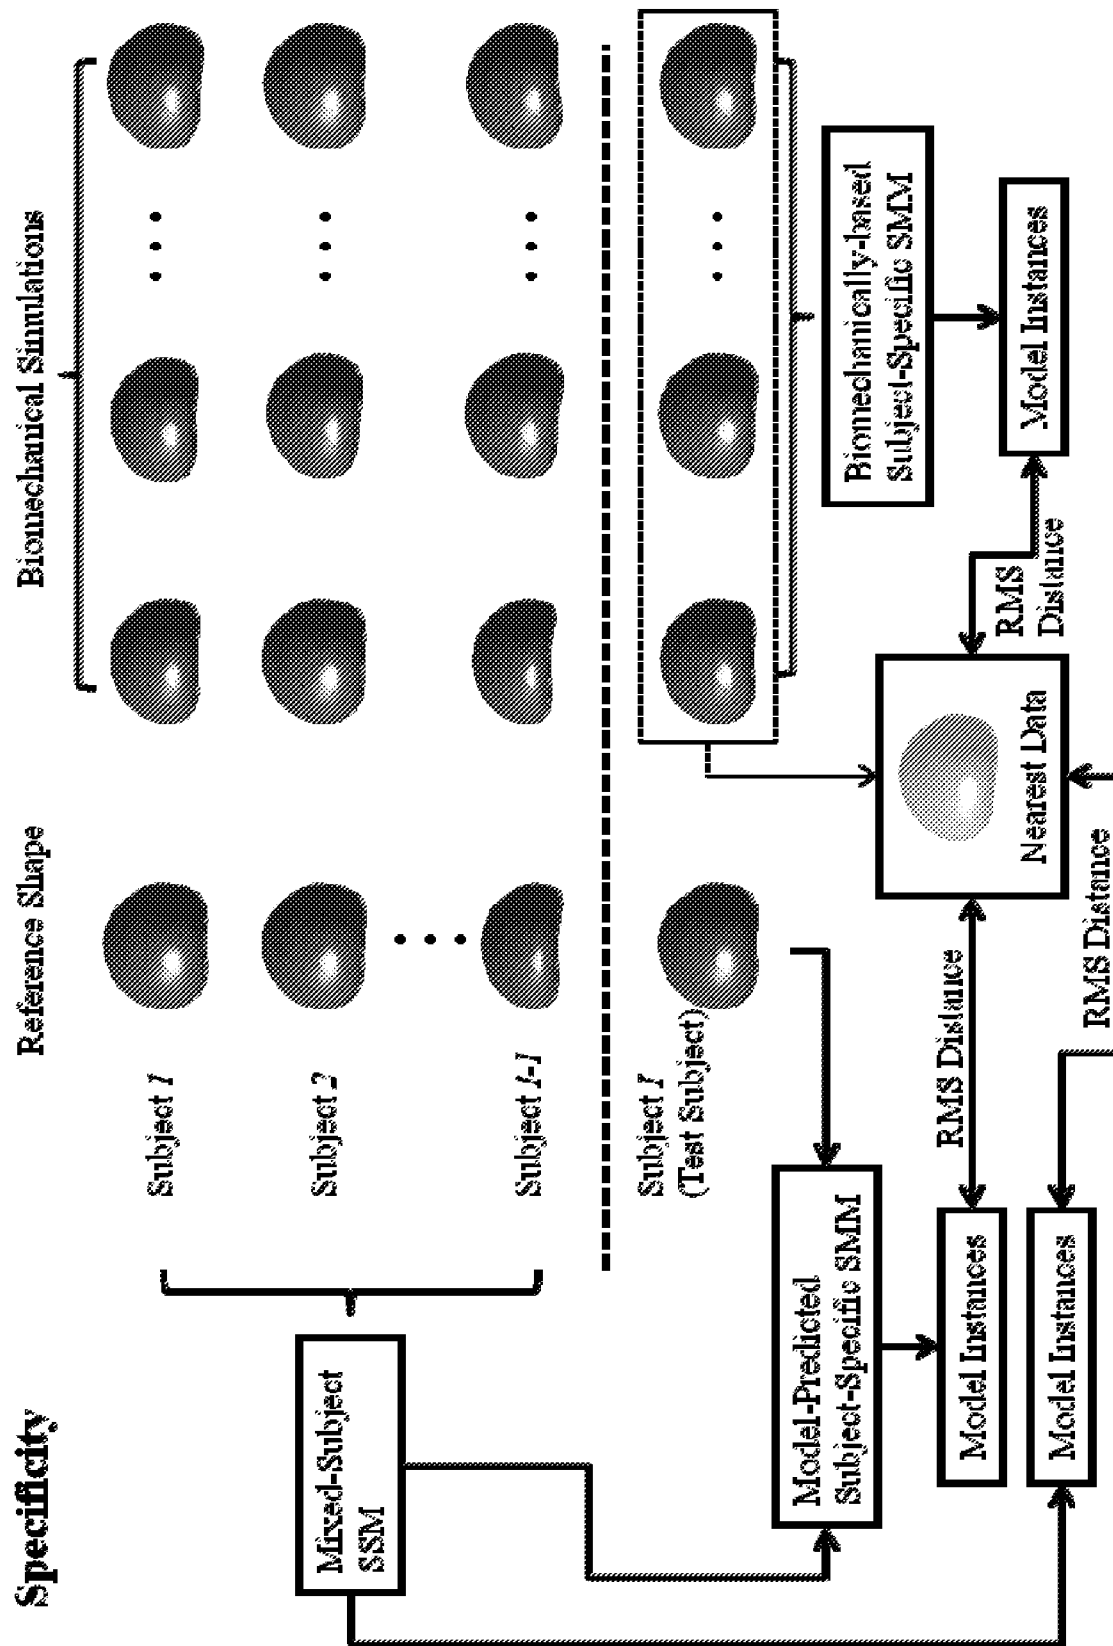 Specificity
Reference Shape
Biomechanical Simulations
Subject 1
Subject 2
Subject I-1
Subject I
(Test Subject)
Mixed-Subject
SSM
Model-Predicted
Subject-Specific SMM
Biomechanically-based
Subject-Specific SMM
Model Instances
RMS Distance
Nearest Data
RMS
Distance
Model Instances
Model Instances
RMS Distance